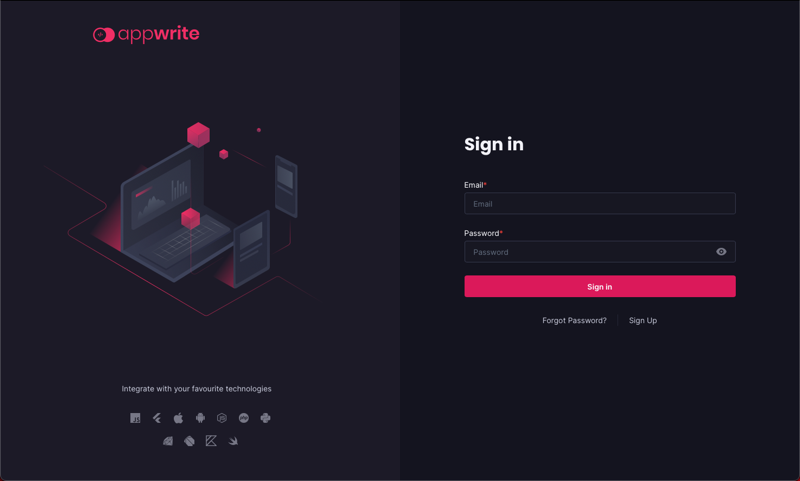 appwrite
Sign in
Email*
Email
Password*
Password
Sign in
Forgot Password?
Sign Up
Integrate with your favourite technologies